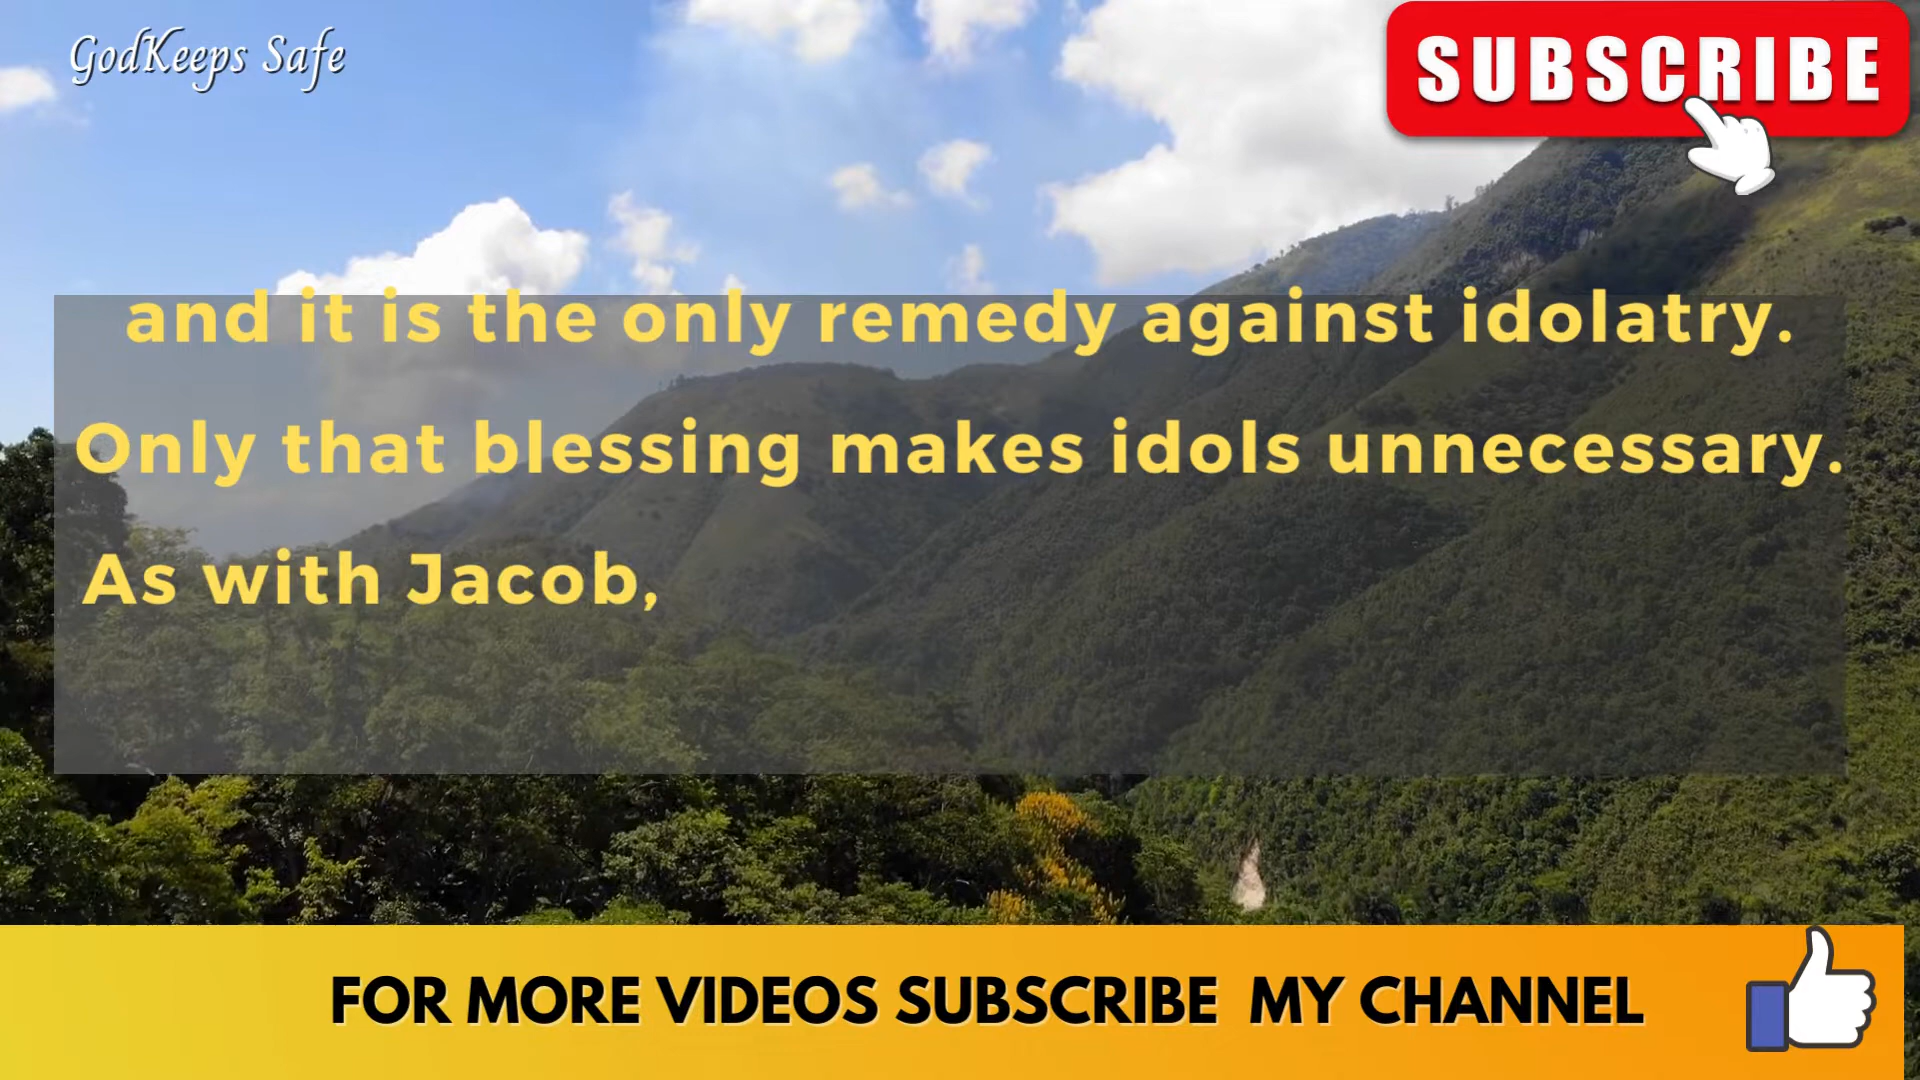 GodKeeps Safe
SUBSCRIBE
and it is the only remedy against idolatry.
Only that blessing makes idols unnecessary.
As with Jacob,
FOR MORE VIDEOS SUBSCRIBE MY CHANNEL